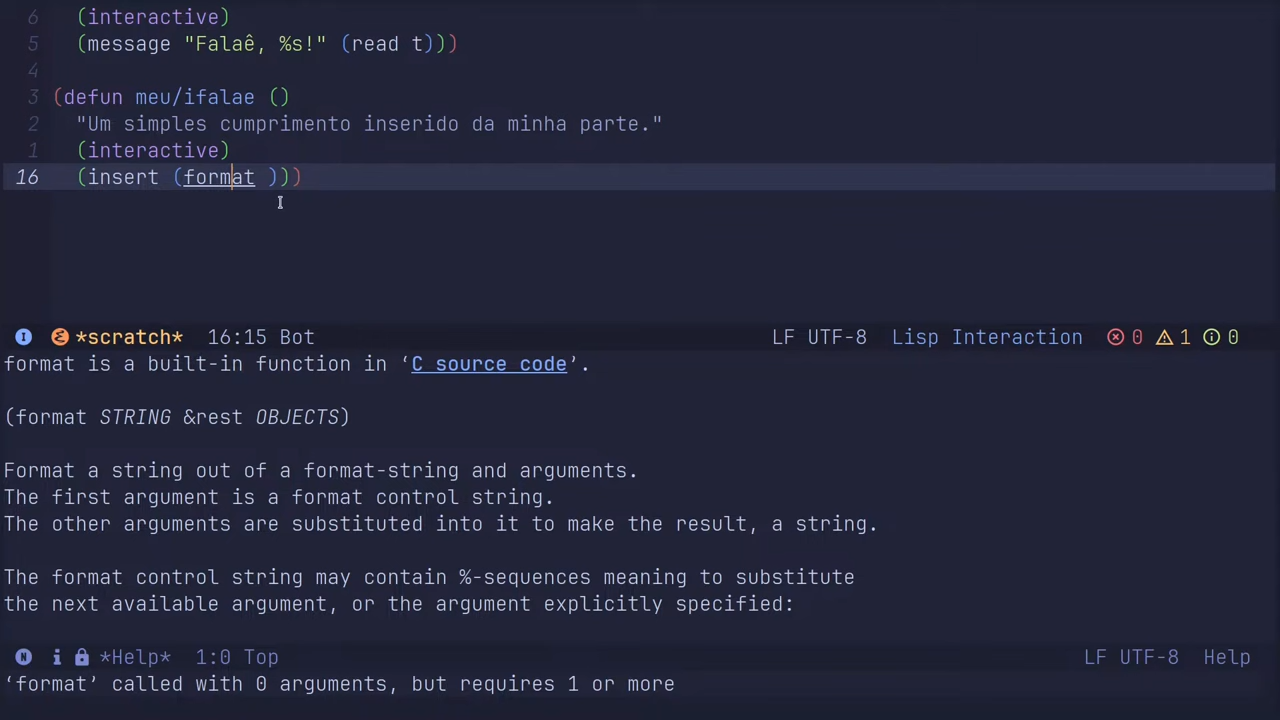 6 (interactive)
5 (message "Falaê, %s!" (read t)))
4
3 (defun meu/ifalae ()
2 "Um simples cumprimento inserido da minha parte."
1 (interactive)
16 (insert (format )))
I *scratch* 16:15 Bot LF UTF-8 Lisp Interaction 0 1 0
format is a built-in function in ‘C source code’.
(format STRING &rest OBJECTS)
Format a string out of a format-string and arguments.
The first argument is a format control string.
The other arguments are substituted into it to make the result, a string.
The format control string may contain %-sequences meaning to substitute
the next available argument, or the argument explicitly specified:
N *Help* 1:0 Top LF UTF-8 Help
‘format’ called with 0 arguments, but requires 1 or more